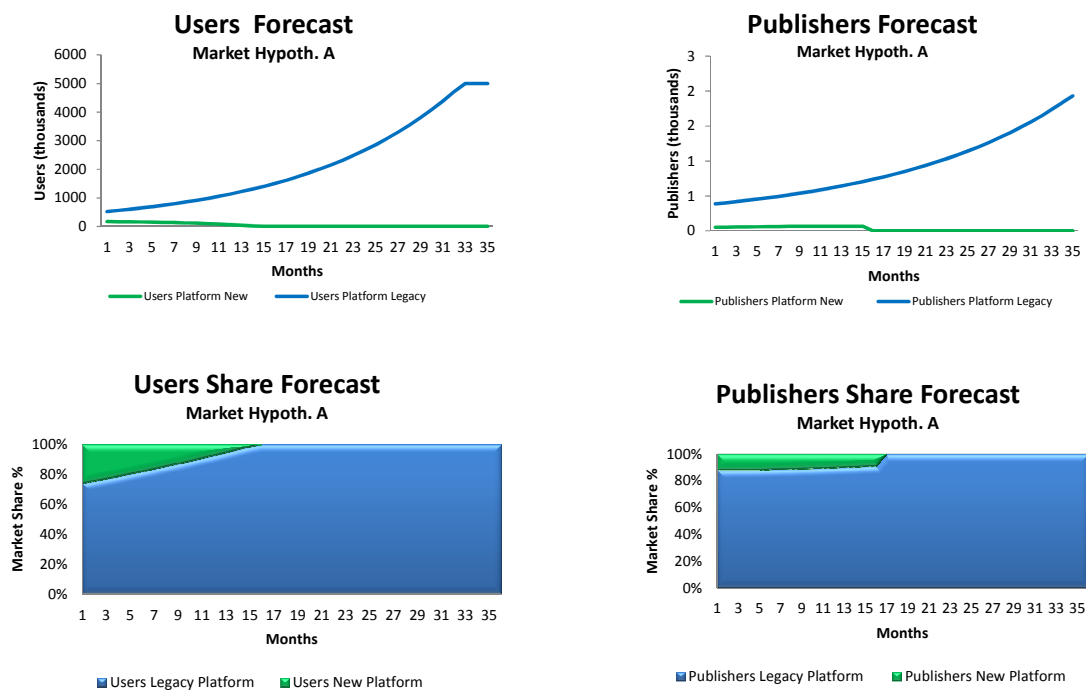 Users Forecast
Market Hypoth. A
6000
5000
4000
3000
2000
1000
0
Users (thousands)
1 3 5 7 9 11 13 15 17 19 21 23 25 27 29 31 33 35
Months
Users Platform New
Users Platform Legacy
Publishers Forecast
Market Hypoth. A
3
2
2
1
1
0
Publishers (thousands)
1 3 5 7 9 11 13 15 17 19 21 23 25 27 29 31 33 35
Months
Publishers Platform New
Publishers Platform Legacy
Users Share Forecast
Market Hypoth. A
100%
80%
60%
40%
20%
0%
Market Share %
1 3 5 7 9 11 13 15 17 19 21 23 25 27 29 31 33 35
Months
Users Legacy Platform
Users New Platform
Publishers Share Forecast
Market Hypoth. A
100%
80%
60%
40%
20%
0%
Market Share %
1 3 5 7 9 11 13 15 17 19 21 23 25 27 29 31 33 35
Months
Publishers Legacy Platform
Publishers New Platform